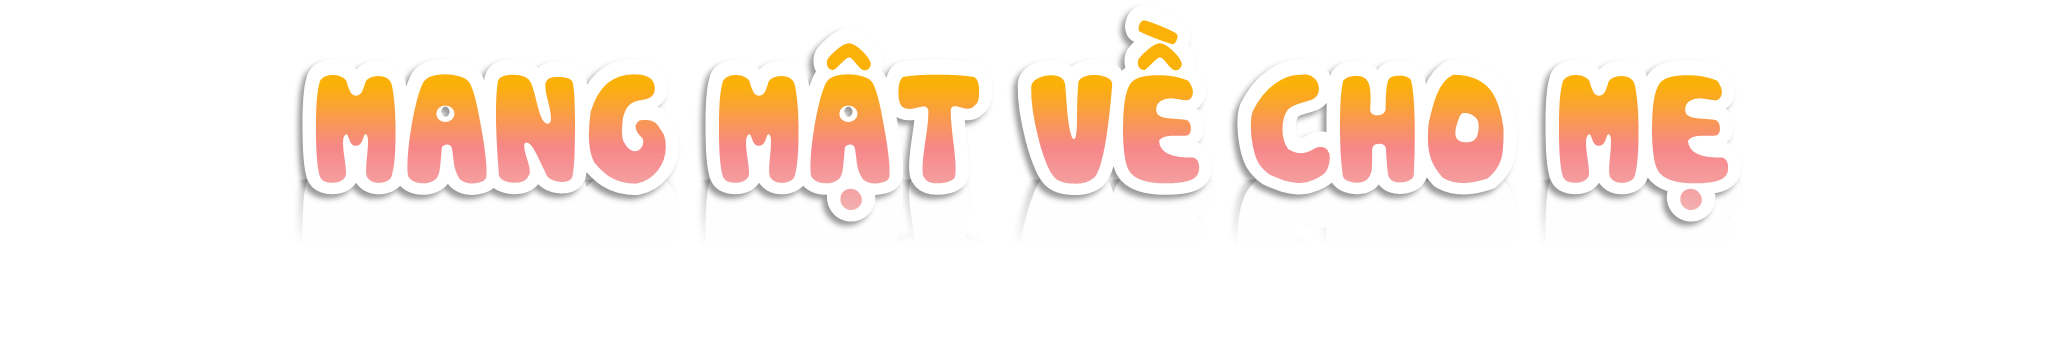 MANG MẬT VỀ CHO MẸ